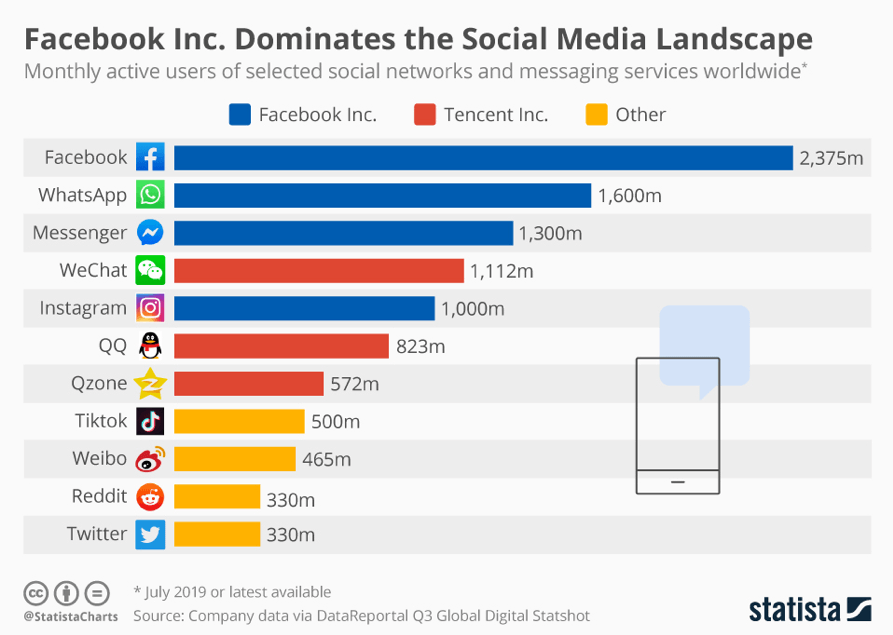 Facebook Inc. Dominates the Social Media Landscape
Monthly active users of selected social networks and messaging services worldwide*
Facebook Inc. Tencent Inc. Other
Facebook 2,375m
WhatsApp 1,600m
Messenger 1,300m
WeChat 1,112m
Instagram 1,000m
QQ 823m
Qzone 572m
Tiktok 500m
Weibo 465m
Reddit 330m
Twitter 330m
* July 2019 or latest available
@StatistaCharts Source: Company data via DataReportal Q3 Global Digital Statshot
statista